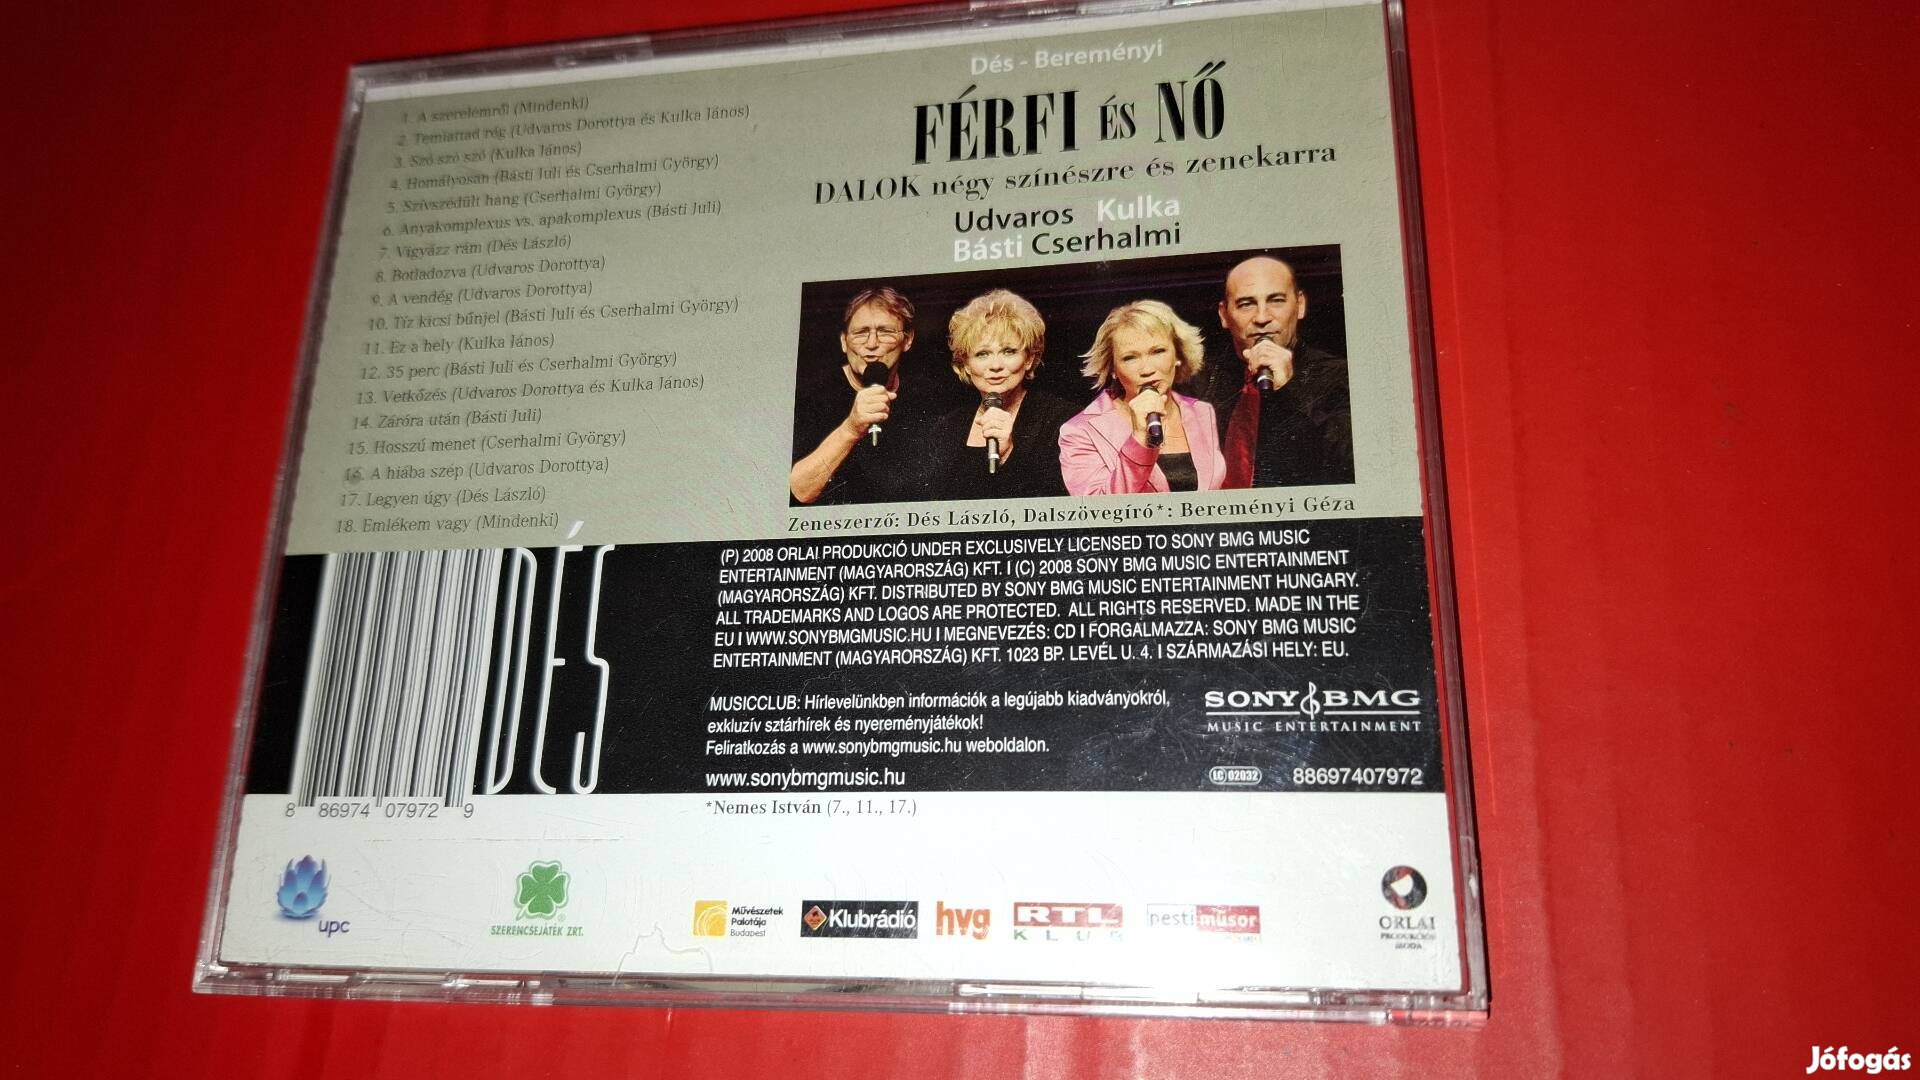 1. A szerelemről (Mindenki)
2. Temiattad rég (Udvaros Dorottya és Kulka János)
3. Szó szó szó (Kulka János)
4. Homályosan (Básti Juli és Cserhalmi György)
5. Szívszédült hang (Cserhalmi György)
6. Anyakomplexus vs. apakomplexus (Básti Juli)
7. Vigyázz rám (Dés László)
8. Botladozva (Udvaros Dorottya)
9. A vendég (Udvaros Dorottya)
10. Tíz kicsi bűnjel (Básti Juli és Cserhalmi György)
11. Ez a hely (Kulka János)
12. 35 perc (Básti Juli és Cserhalmi György)
13. Vetkőzés (Udvaros Dorottya és Kulka János)
14. Záróra után (Básti Juli)
15. Hosszú menet (Cserhalmi György)
16. A hiába szép (Udvaros Dorottya)
17. Legyen úgy (Dés László)
18. Emlékem vagy (Mindenki)
Dés - Bereményi
FÉRFI ÉS NŐ
DALOK négy színészre és zenekarra
Udvaros Kulka
Básti Cserhalmi
Zeneszerző: Dés László, Dalszövegíró*: Bereményi Géza
DÉS
(P) 2008 ORLAI PRODUKCIÓ UNDER EXCLUSIVELY LICENSED TO SONY BMG MUSIC
ENTERTAINMENT (MAGYARORSZÁG) KFT. I (C) 2008 SONY BMG MUSIC ENTERTAINMENT
(MAGYARORSZÁG) KFT. DISTRIBUTED BY SONY BMG MUSIC ENTERTAINMENT HUNGARY.
ALL TRADEMARKS AND LOGOS ARE PROTECTED. ALL RIGHTS RESERVED. MADE IN THE
EU I WWW.SONYBMGMUSIC.HU I MEGNEVEZÉS: CD I FORGALMAZZA: SONY BMG MUSIC
ENTERTAINMENT (MAGYARORSZÁG) KFT. 1023 BP. LEVÉL U. 4. I SZÁRMAZÁSI HELY: EU.
MUSICCLUB: Hírlevelünkben információk a legújabb kiadványokról,
exkluzív sztárhírek és nyereményjátékok!
Feliratkozás a www.sonybmgmusic.hu weboldalon.
www.sonybmgmusic.hu
SONY BMG
MUSIC ENTERTAINMENT
LC 02032
88697407972
8 86974 07972 9
*Nemes István (7., 11., 17.)
upc
SZERENCSEJÁTÉK ZRT.
Művészetek
Palotája
Budapest
Klubrádió
hvg
RTL
KLUB
pesti műsor
ORLAI
PRODUKCIÓS
IRODA
Jófogás